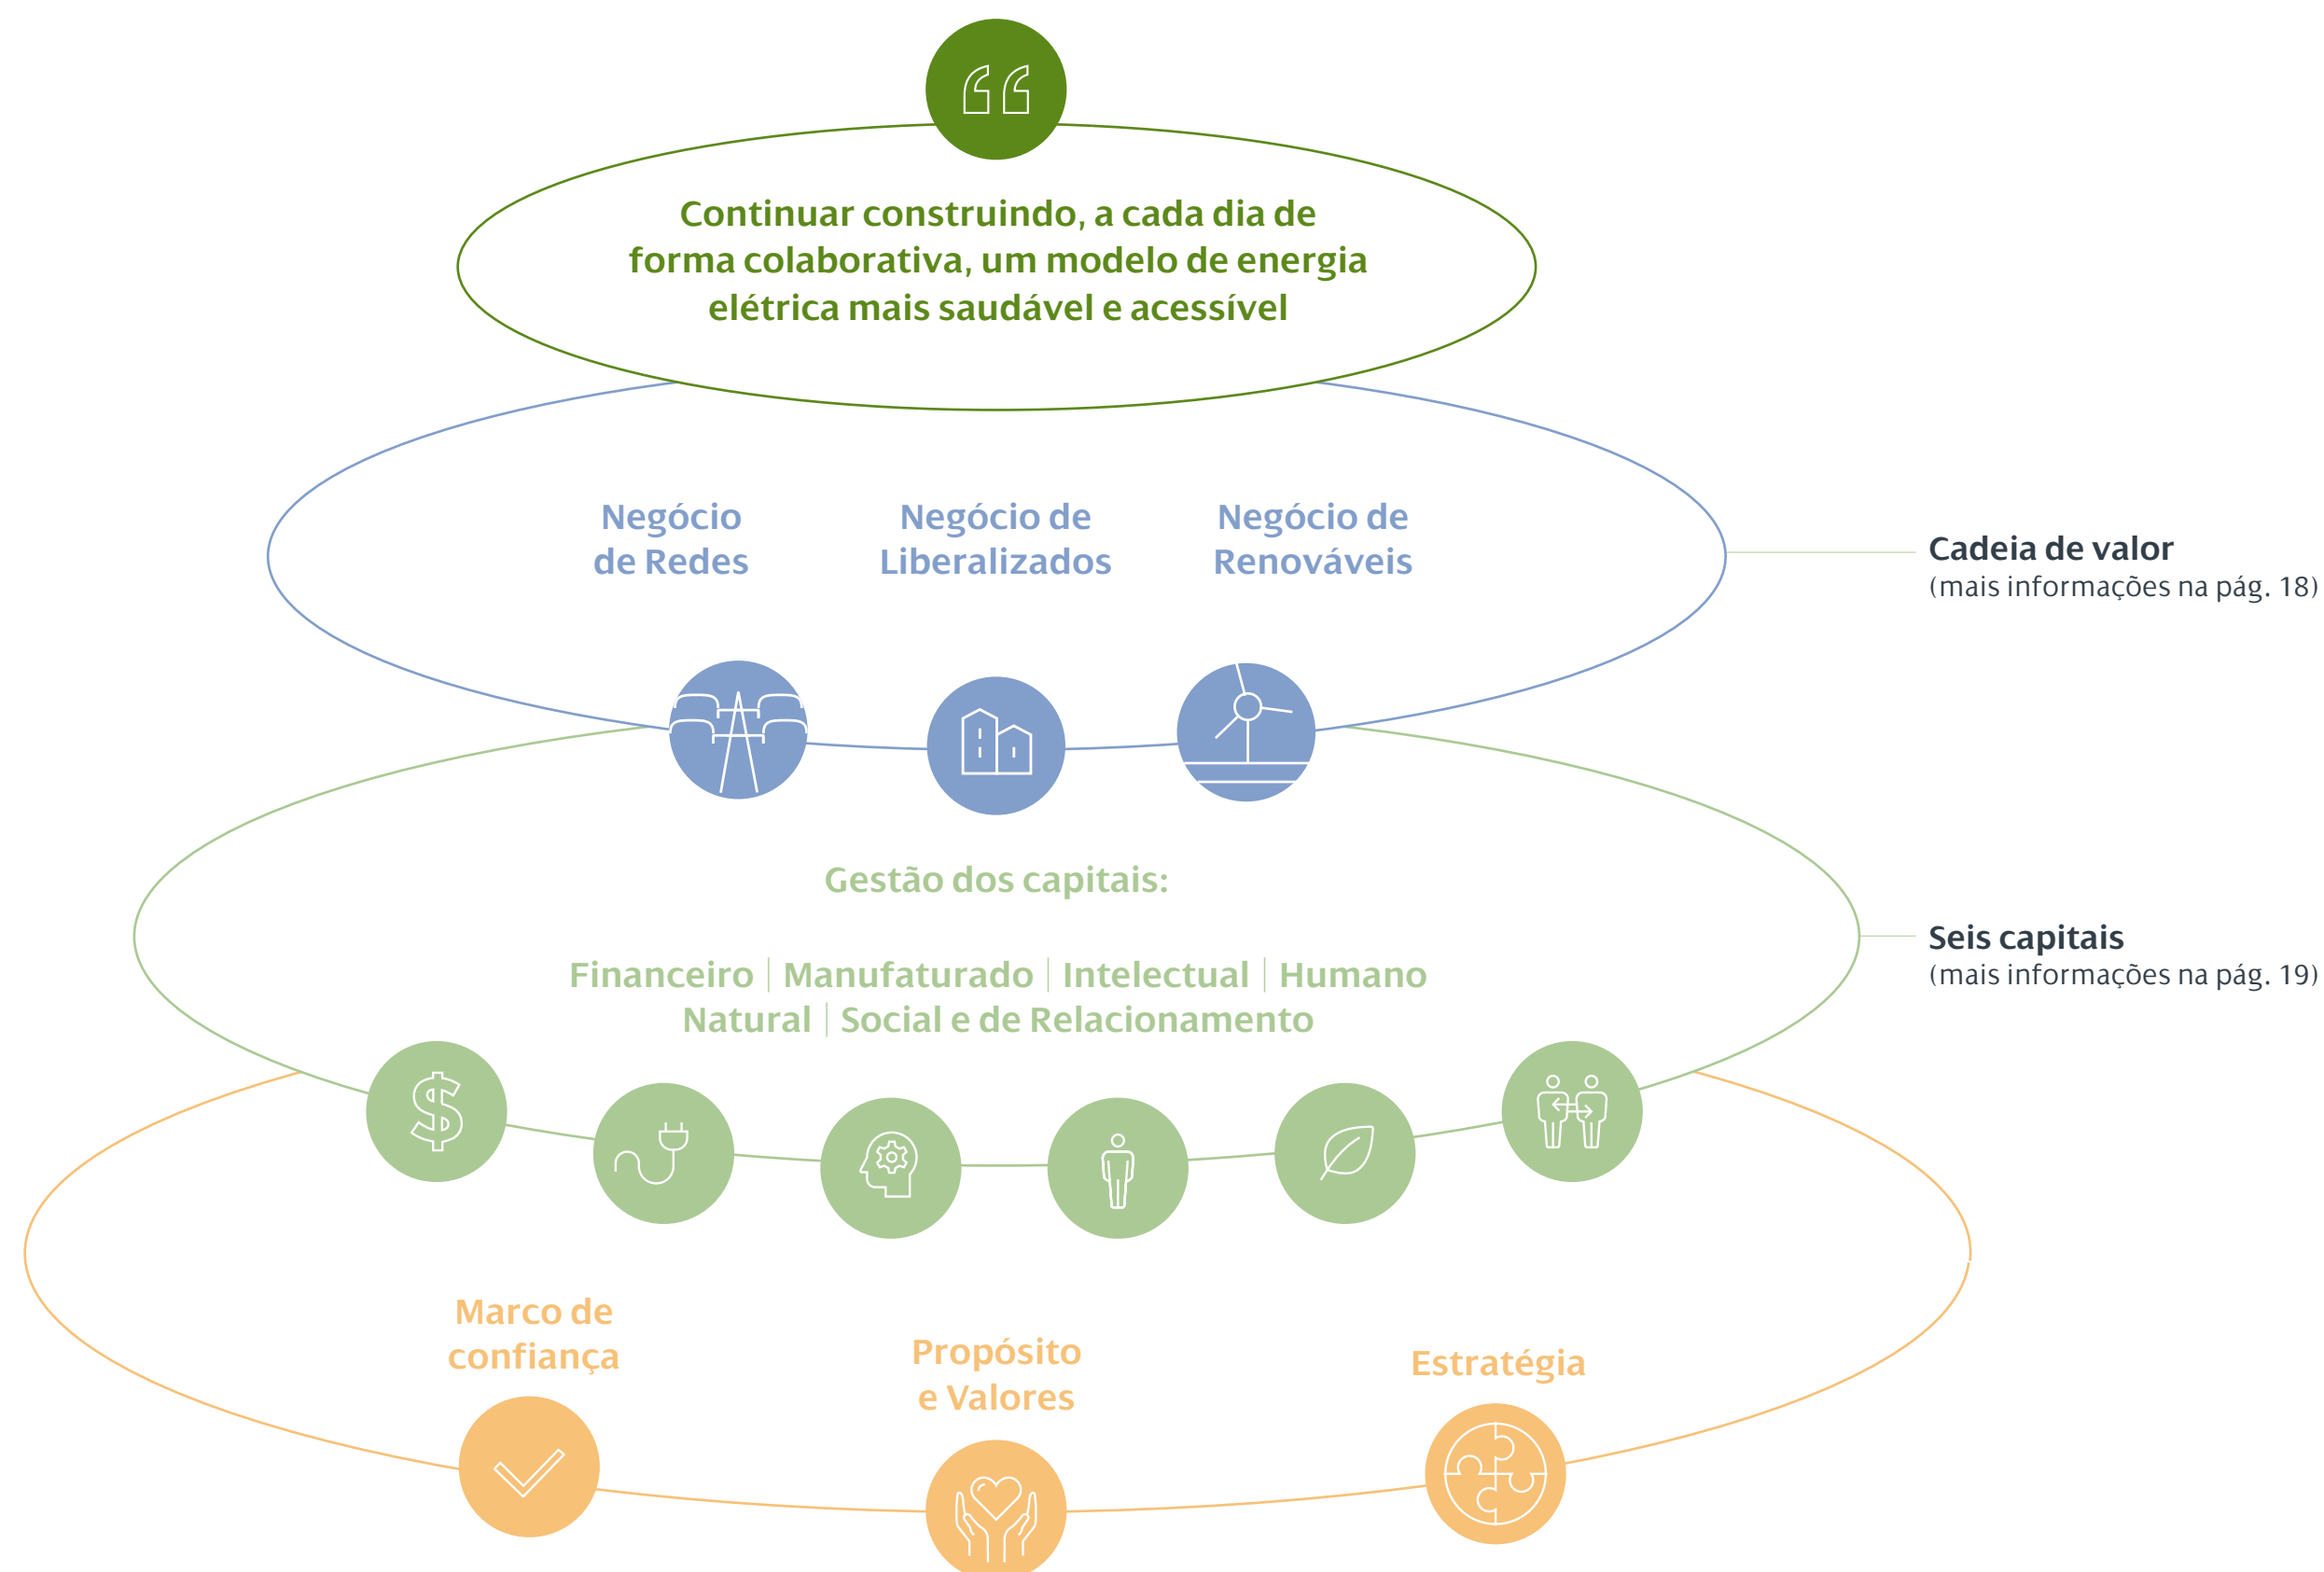 Continuar construindo, a cada dia de
forma colaborativa, um modelo de energia
elétrica mais saudável e acessível
Negócio
de Redes
Negócio de
Liberalizados
Negócio de
Renováveis
Cadeia de valor
(mais informações na pág. 18)
Gestão dos capitais:
Financeiro | Manufaturado | Intelectual | Humano
Natural | Social e de Relacionamento
Seis capitais
(mais informações na pág. 19)
Marco de
confiança
Propósito
e Valores
Estratégia